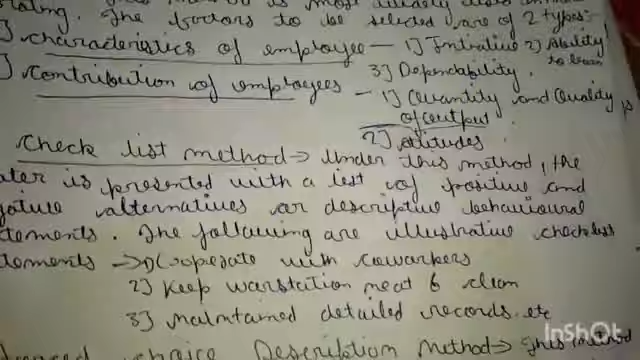 rating. The factors to be selected are of 2 types:-
1) Characteristics of employee - 1) Initiative 2) Ability to learn
3) Dependability.
2) Contribution of employees - 1) Quantity and Quality
of output
2) Attitudes.
Check list method → Under this method, the
rater is presented with a list of positive and
alternatives or descriptive behavioural
tements. The following are illustrative checklist
tements → 1) Cooperate with coworkers
2) Keep workstation neat & clean
3) Maintained detailed records. etc
choice Description Method → This method
InShOt